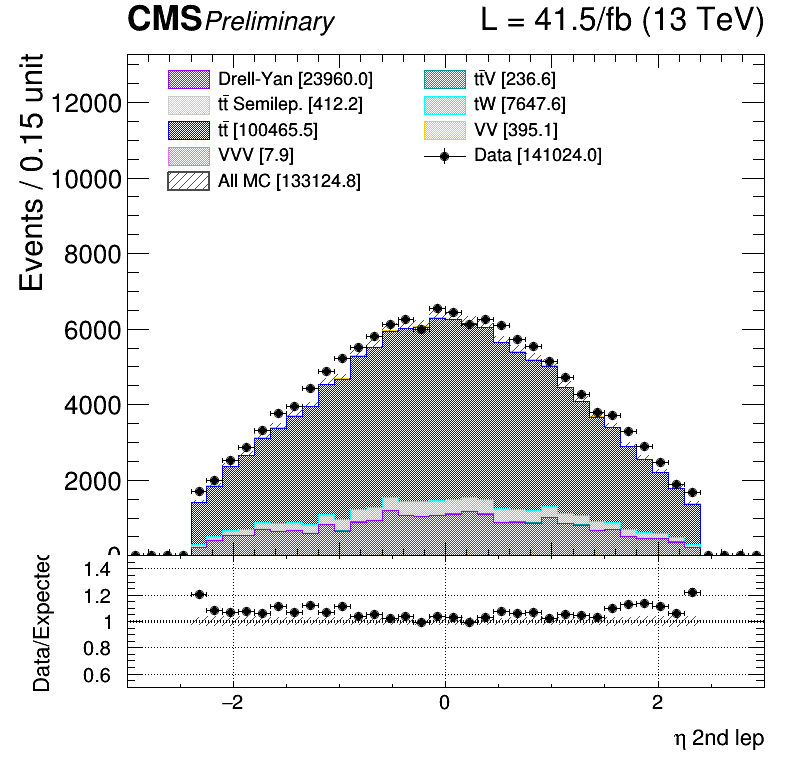 CMS Preliminary L = 41.5/fb (13 TeV)
Drell-Yan [23960.0] tt̄V [236.6]
tt̄ Semilep. [412.2] tW [7647.6]
tt̄ [100465.5] VV [395.1]
VVV [7.9] Data [141024.0]
All MC [133124.8]
Events / 0.15 unit
12000
10000
8000
6000
4000
2000
0
Data/Expected
1.4
1.2
1
0.8
0.6
−2 0 2
η 2nd lep